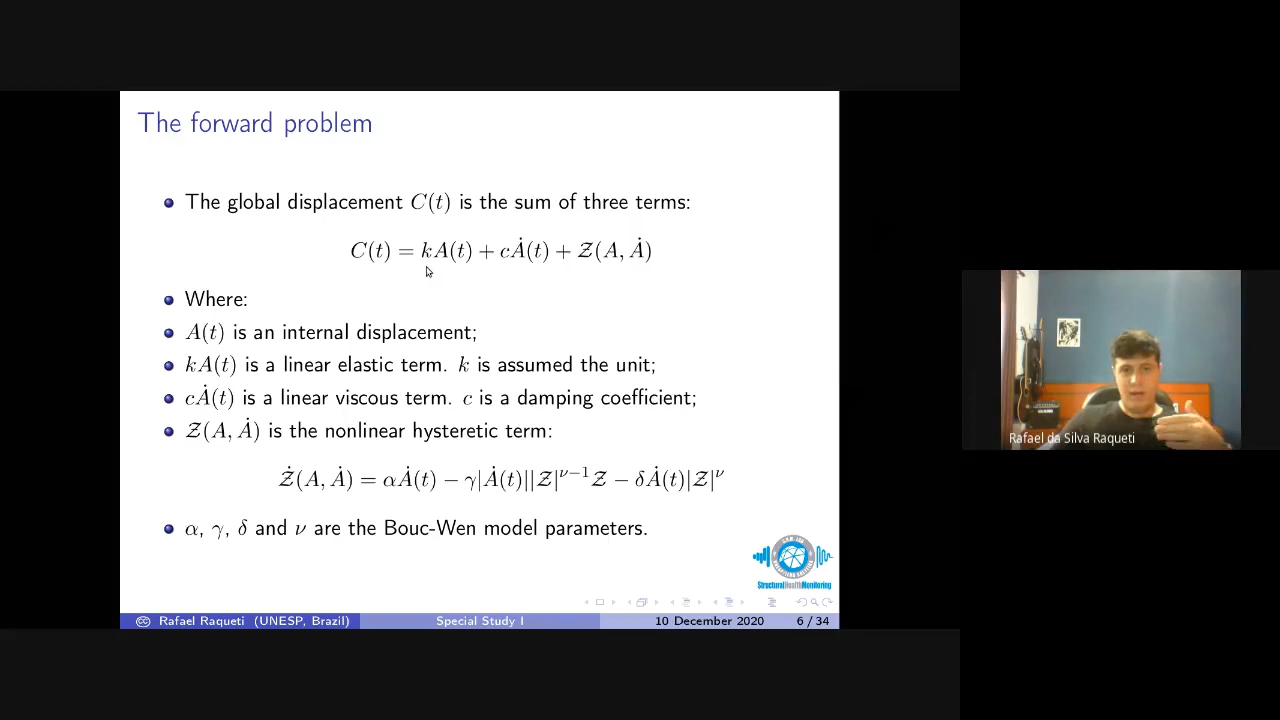 The forward problem
The global displacement C(t) is the sum of three terms:
C(t) = kA(t) + cȦ(t) + 𝒵(A, Ȧ)
Where:
A(t) is an internal displacement;
kA(t) is a linear elastic term. k is assumed the unit;
cȦ(t) is a linear viscous term. c is a damping coefficient;
𝒵(A, Ȧ) is the nonlinear hysteretic term:
𝒵̇(A, Ȧ) = αȦ(t) − γ|Ȧ(t)||𝒵|^{ν−1}𝒵 − δȦ(t)|𝒵|^ν
α, γ, δ and ν are the Bouc-Wen model parameters.
StructuralHealthMonitoring
cc Rafael Raqueti (UNESP, Brazil) Special Study I 10 December 2020 6 / 34
Rafael da Silva Raqueti